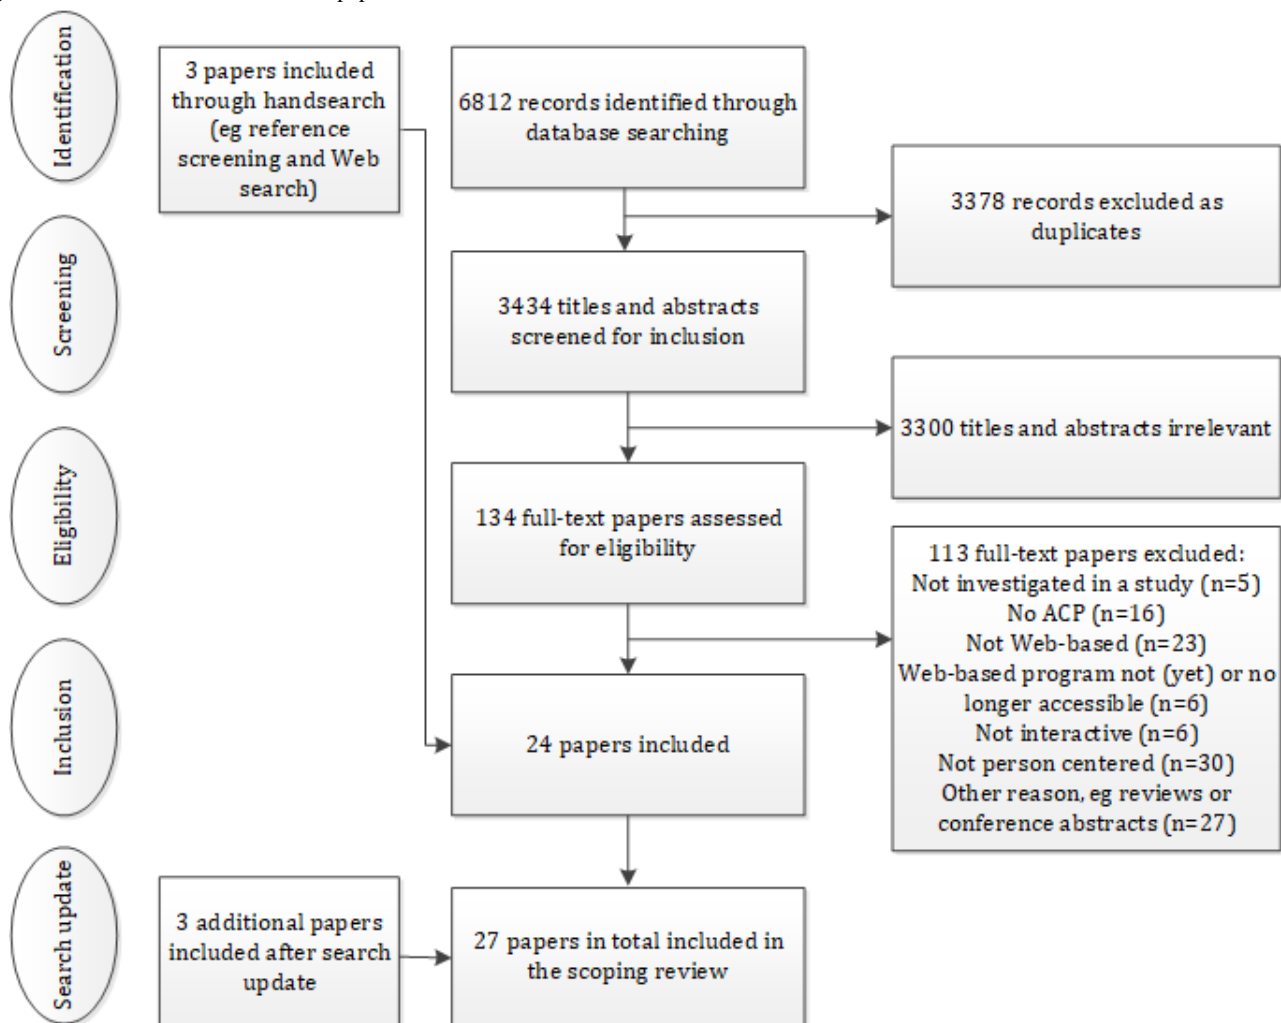 Identification
3 papers included
through handsearch
(eg reference
screening and Web
search)
6812 records identified through
database searching
3378 records excluded as
duplicates
Screening
3434 titles and abstracts
screened for inclusion
3300 titles and abstracts irrelevant
Eligibility
134 full-text papers assessed
for eligibility
113 full-text papers excluded:
Not investigated in a study (n=5)
No ACP (n=16)
Not Web-based (n=23)
Web-based program not (yet) or no
longer accessible (n=6)
Not interactive (n=6)
Not person centered (n=30)
Other reason, eg reviews or
conference abstracts (n=27)
Inclusion
24 papers included
Search update
3 additional papers
included after search
update
27 papers in total included in
the scoping review